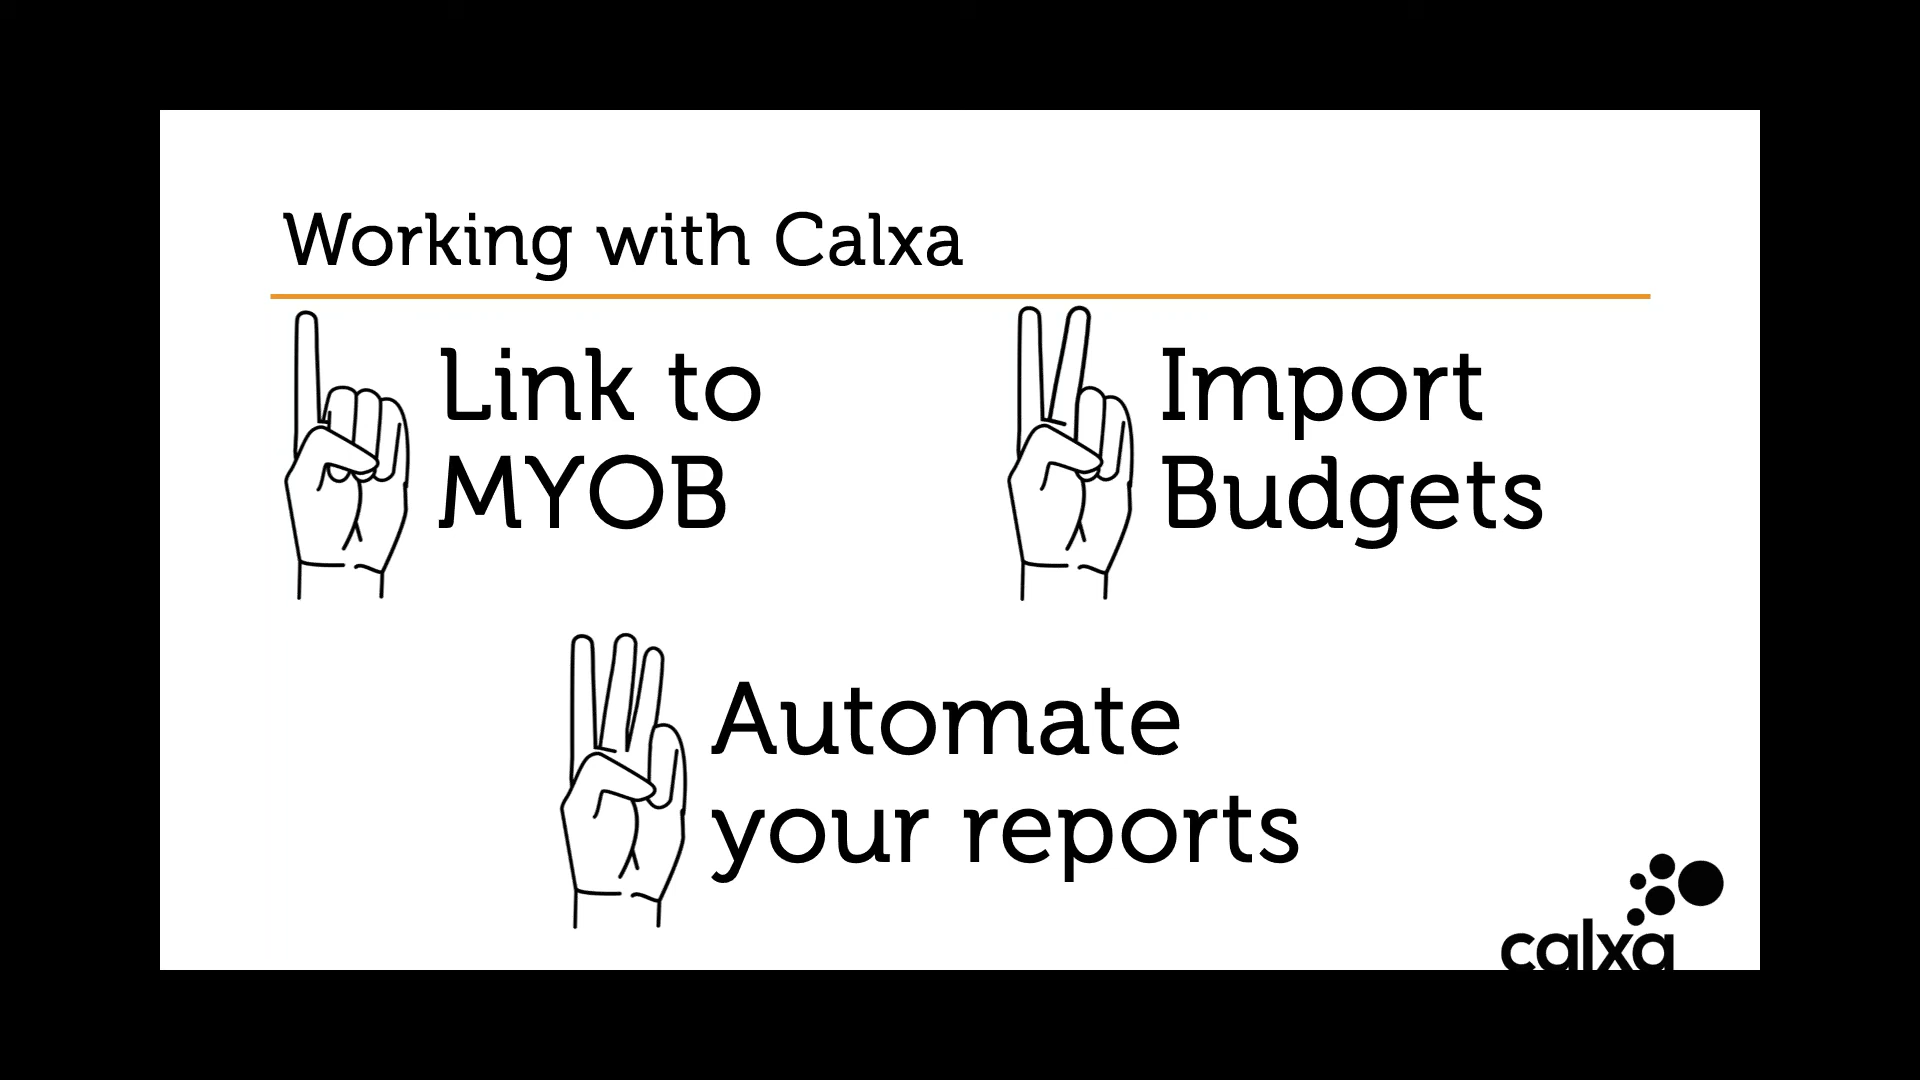 Working with Calxa
Link to
MYOB
Import
Budgets
Automate
your reports
calxa